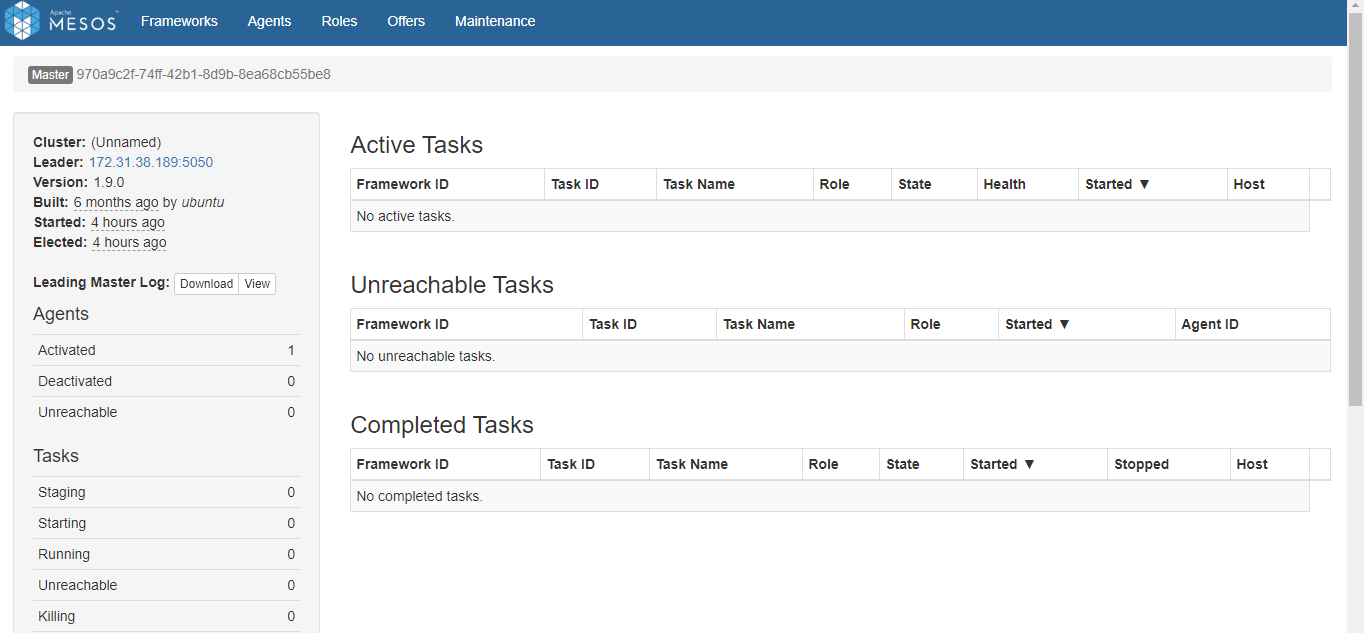 Apache MESOS™ Frameworks Agents Roles Offers Maintenance
Master 970a9c2f-74ff-42b1-8d9b-8ea68cb55be8
Cluster: (Unnamed)
Leader: 172.31.38.189:5050
Version: 1.9.0
Built: 6 months ago by ubuntu
Started: 4 hours ago
Elected: 4 hours ago
Leading Master Log: Download View
Agents
Activated 1
Deactivated 0
Unreachable 0
Tasks
Staging 0
Starting 0
Running 0
Unreachable 0
Killing 0
Active Tasks
Framework ID Task ID Task Name Role State Health Started ▼ Host
No active tasks.
Unreachable Tasks
Framework ID Task ID Task Name Role Started ▼ Agent ID
No unreachable tasks.
Completed Tasks
Framework ID Task ID Task Name Role State Started ▼ Stopped Host
No completed tasks.